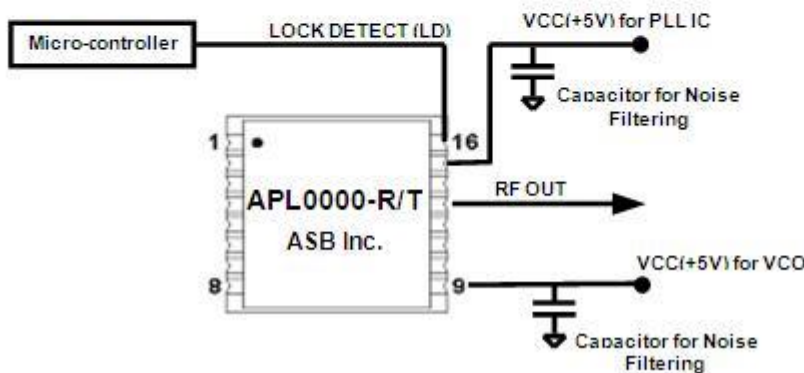 Micro-controller
LOCK DETECT (LD)
VCC(+5V) for PLL IC
Capacitor for Noise
Filtering
1
16
APL0000-R/T
ASB Inc.
RF OUT
8
9
VCC(+5V) for VCO
Capacitor for Noise
Filtering